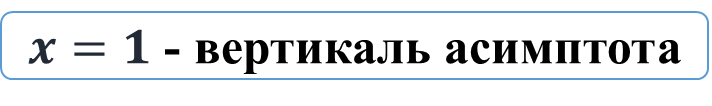 x = 1 - вертикаль асимптота